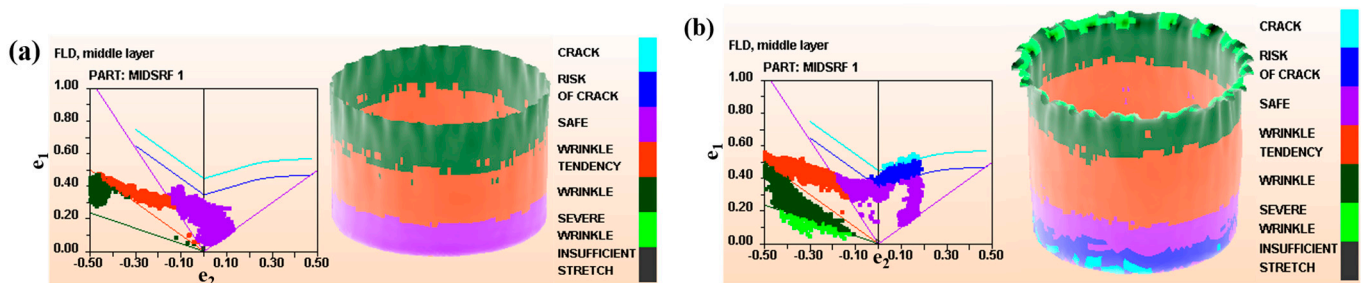 (a)
FLD, middle layer
PART: MIDSRF 1
1.00
0.80
0.60
0.40
0.20
0.00
e1
-0.50
-0.30
-0.10
0.10
0.30
0.50
e2
CRACK
RISK
OF CRACK
SAFE
WRINKLE
TENDENCY
WRINKLE
SEVERE
WRINKLE
INSUFFICIENT
STRETCH
(b)
FLD, middle layer
PART: MIDSRF 1
1.00
0.80
0.60
0.40
0.20
0.00
e1
-0.50
-0.30
-0.10
0.10
0.30
0.50
e2
CRACK
RISK
OF CRACK
SAFE
WRINKLE
TENDENCY
WRINKLE
SEVERE
WRINKLE
INSUFFICIENT
STRETCH